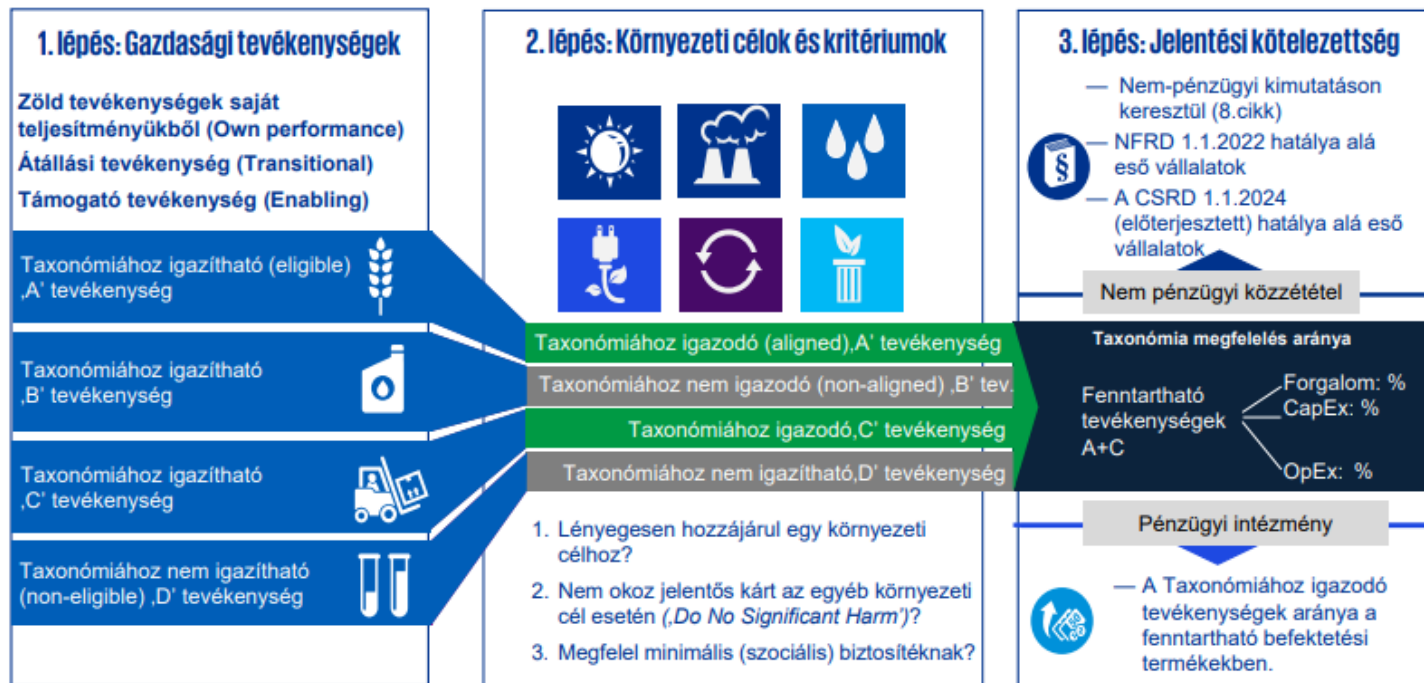 1. lépés: Gazdasági tevékenységek
Zöld tevékenységek saját
teljesítményükből (Own performance)
Átállási tevékenység (Transitional)
Támogató tevékenység (Enabling)
Taxonómiához igazítható (eligible)
‚A’ tevékenység
Taxonómiához igazítható
‚B’ tevékenység
Taxonómiához igazítható
‚C’ tevékenység
Taxonómiához nem igazítható
(non-eligible) ‚D’ tevékenység
2. lépés: Környezeti célok és kritériumok
Taxonómiához igazodó (aligned)‚A’ tevékenység
Taxonómiához nem igazodó (non-aligned) ‚B’ tev.
Taxonómiához igazodó‚C’ tevékenység
Taxonómiához nem igazítható‚D’ tevékenység
1. Lényegesen hozzájárul egy környezeti
célhoz?
2. Nem okoz jelentős kárt az egyéb környezeti
cél esetén (‚Do No Significant Harm’)?
3. Megfelel minimális (szociális) biztosítéknak?
3. lépés: Jelentési kötelezettség
— Nem-pénzügyi kimutatáson
keresztül (8.cikk)
§
— NFRD 1.1.2022 hatálya alá
eső vállalatok
— A CSRD 1.1.2024
(előterjesztett) hatálya alá eső
vállalatok
Nem pénzügyi közzététel
Taxonómia megfelelés aránya
Fenntartható
tevékenységek
A+C
Forgalom: %
CapEx: %
OpEx: %
Pénzügyi intézmény
— A Taxonómiához igazodó
tevékenységek aránya a
fenntartható befektetési
termékekben.